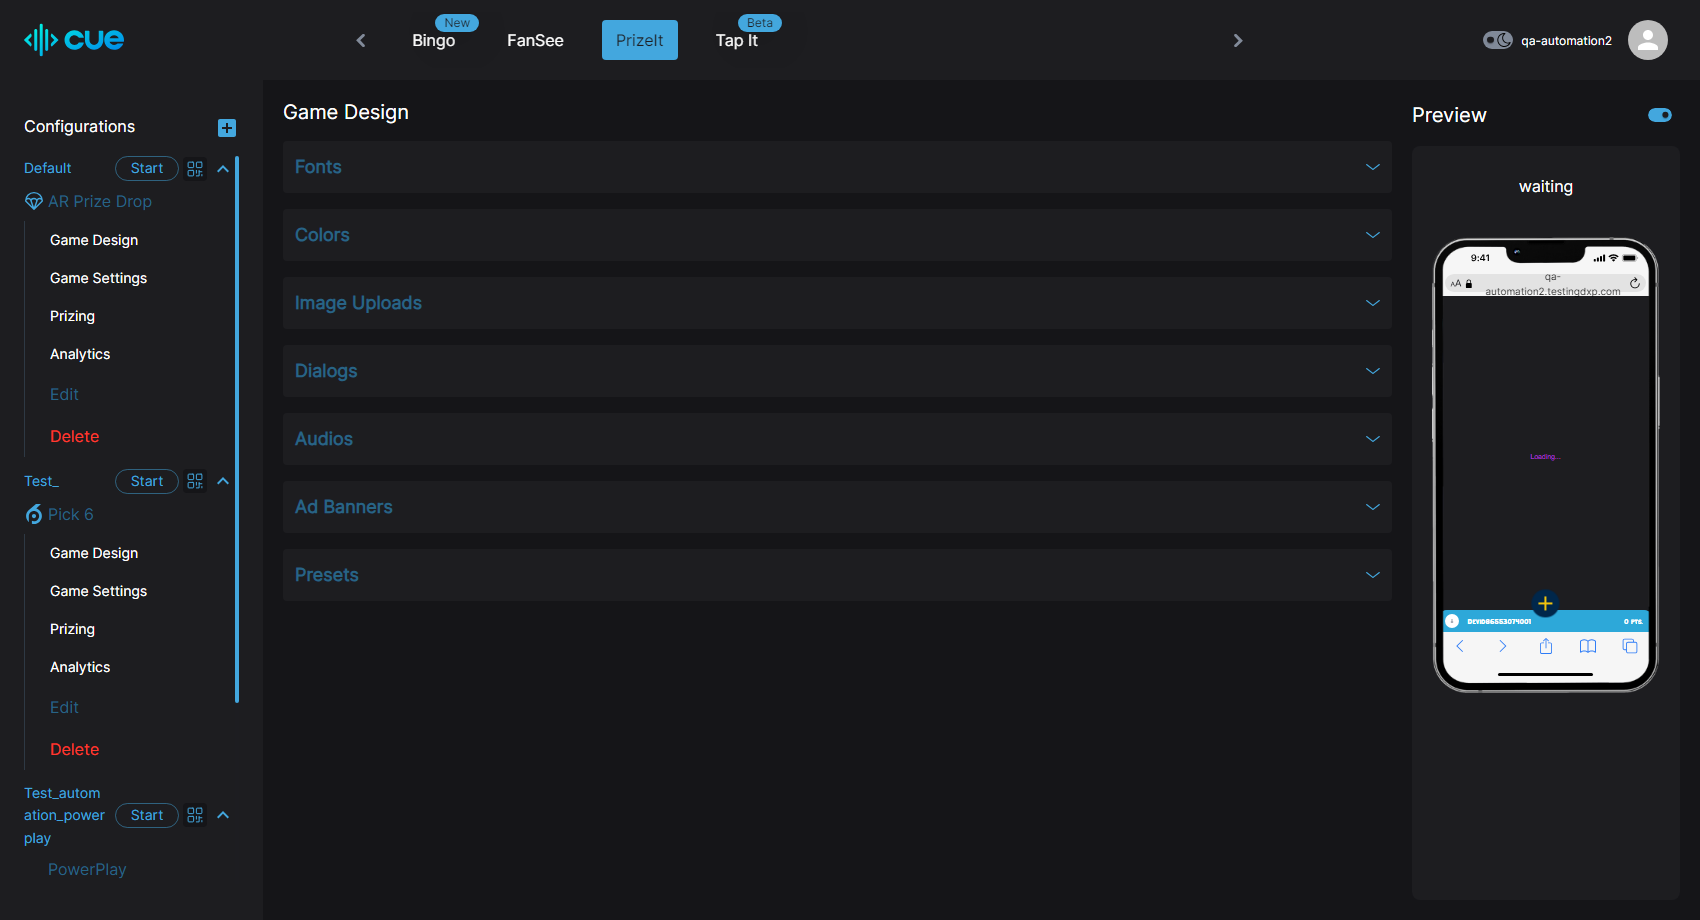 cue
New
Bingo
FanSee
PrizeIt
Beta
Tap It
qa-automation2
Configurations
Default
Start
AR Prize Drop
Game Design
Game Settings
Prizing
Analytics
Edit
Delete
Test_
Start
Pick 6
Game Design
Game Settings
Prizing
Analytics
Edit
Delete
Test_autom
ation_power
play
Start
PowerPlay
Game Design
Fonts
Colors
Image Uploads
Dialogs
Audios
Ad Banners
Presets
Preview
waiting
9:41
AA
qa-
automation2.testingdxp.com
Loading...
0 PTS.